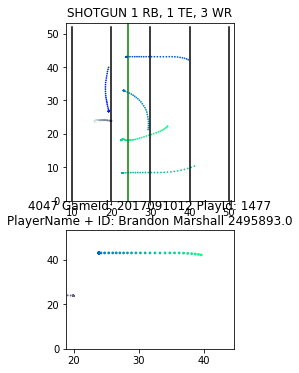 SHOTGUN 1 RB, 1 TE, 3 WR
50
40
30
20
10
0
10 20 30 40 50
4047 GameId: 2017091012 PlayId: 1477
PlayerName + ID: Brandon Marshall 2495893.0
40
20
0
20 30 40